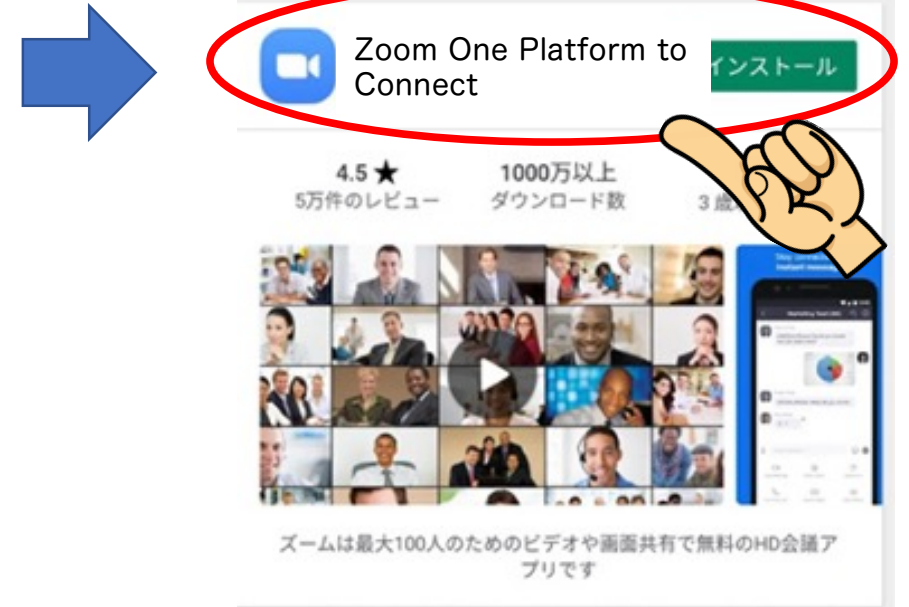 Zoom One Platform to
Connect
インストール
4.5 ★
5万件のレビュー
1000万以上
ダウンロード数
3 歳
ズームは最大100人のためのビデオや画面共有で無料のHD会議ア
プリです